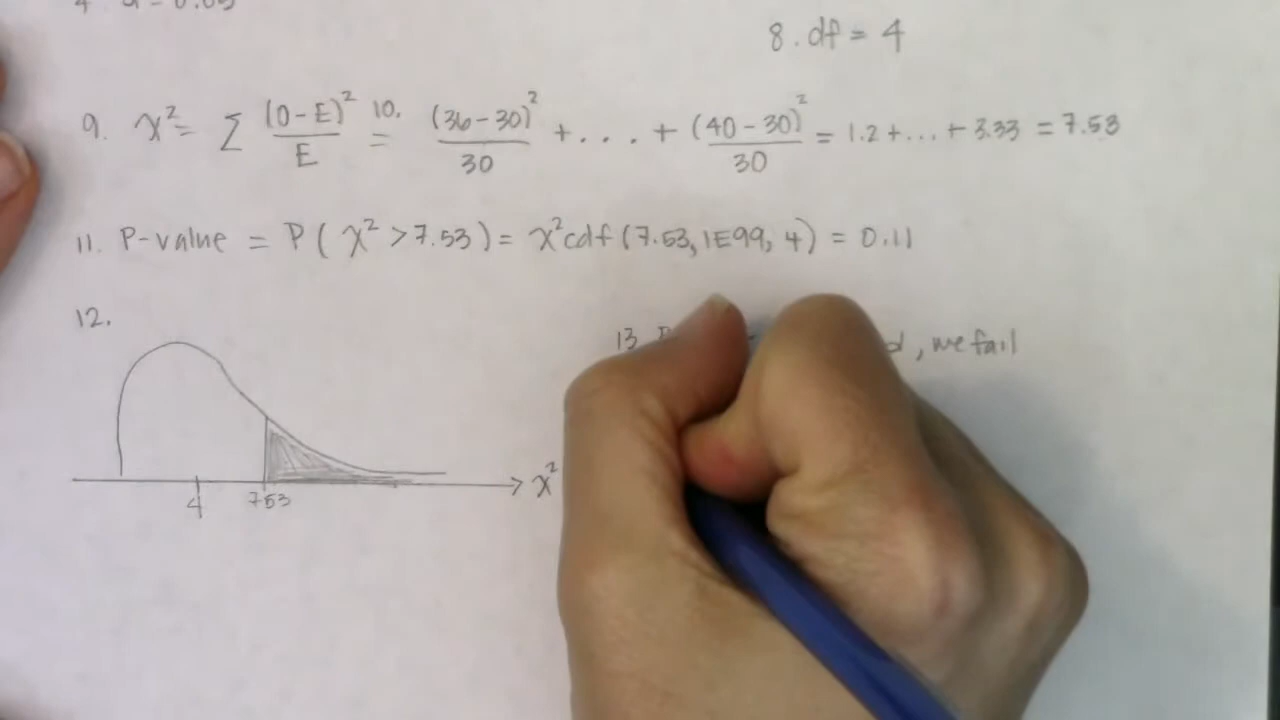 8. df = 4
9. χ² = Σ (O-E)²/E 10. = (36-30)²/30 + ... + (40-30)²/30 = 1.2 + ... + 3.33 = 7.53
11. P-value = P(χ² > 7.53) = χ²cdf(7.53, 1E99, 4) = 0.11
12.
13 , we fail
4 7.53 χ²